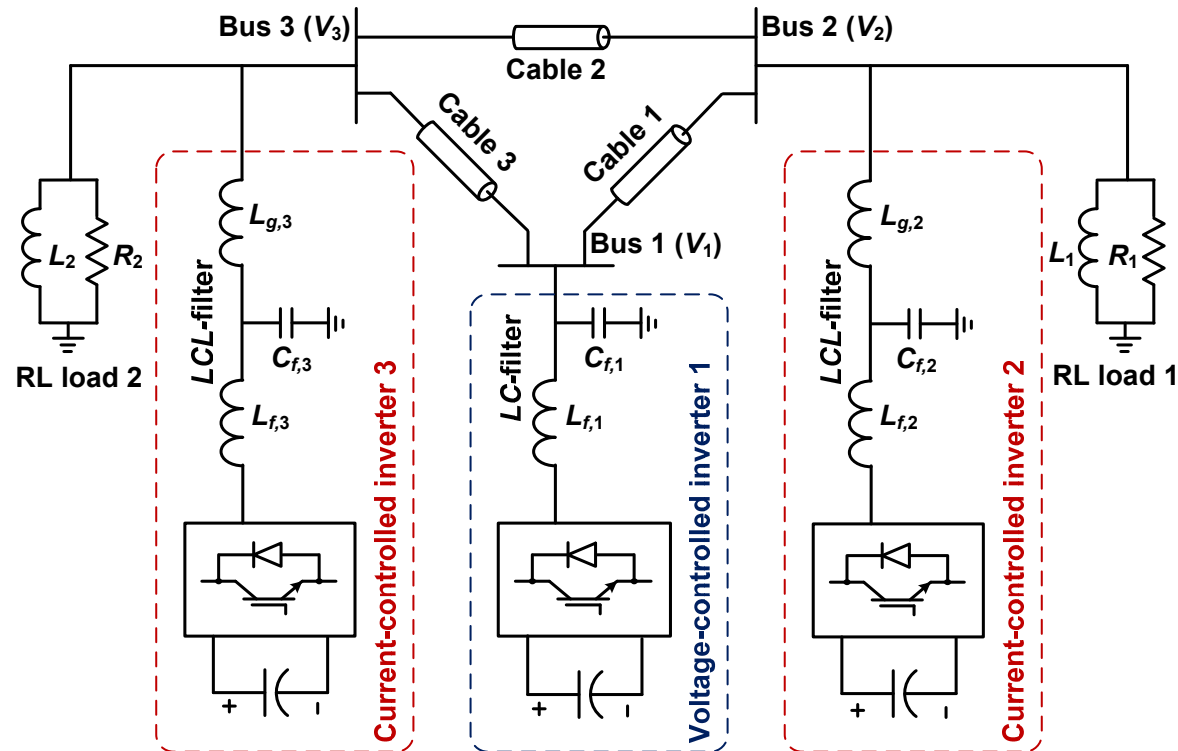 Bus 3 (V3)
Bus 2 (V2)
Cable 2
Cable 3
Cable 1
Bus 1 (V1)
Lg,3
L2
R2
LCL-filter
Cf,3
Lf,3
RL load 2
Current-controlled inverter 3
+
-
LC-filter
Cf,1
Lf,1
Voltage-controlled inverter 1
+
-
Lg,2
LCL-filter
Cf,2
Lf,2
Current-controlled inverter 2
+
-
L1
R1
RL load 1